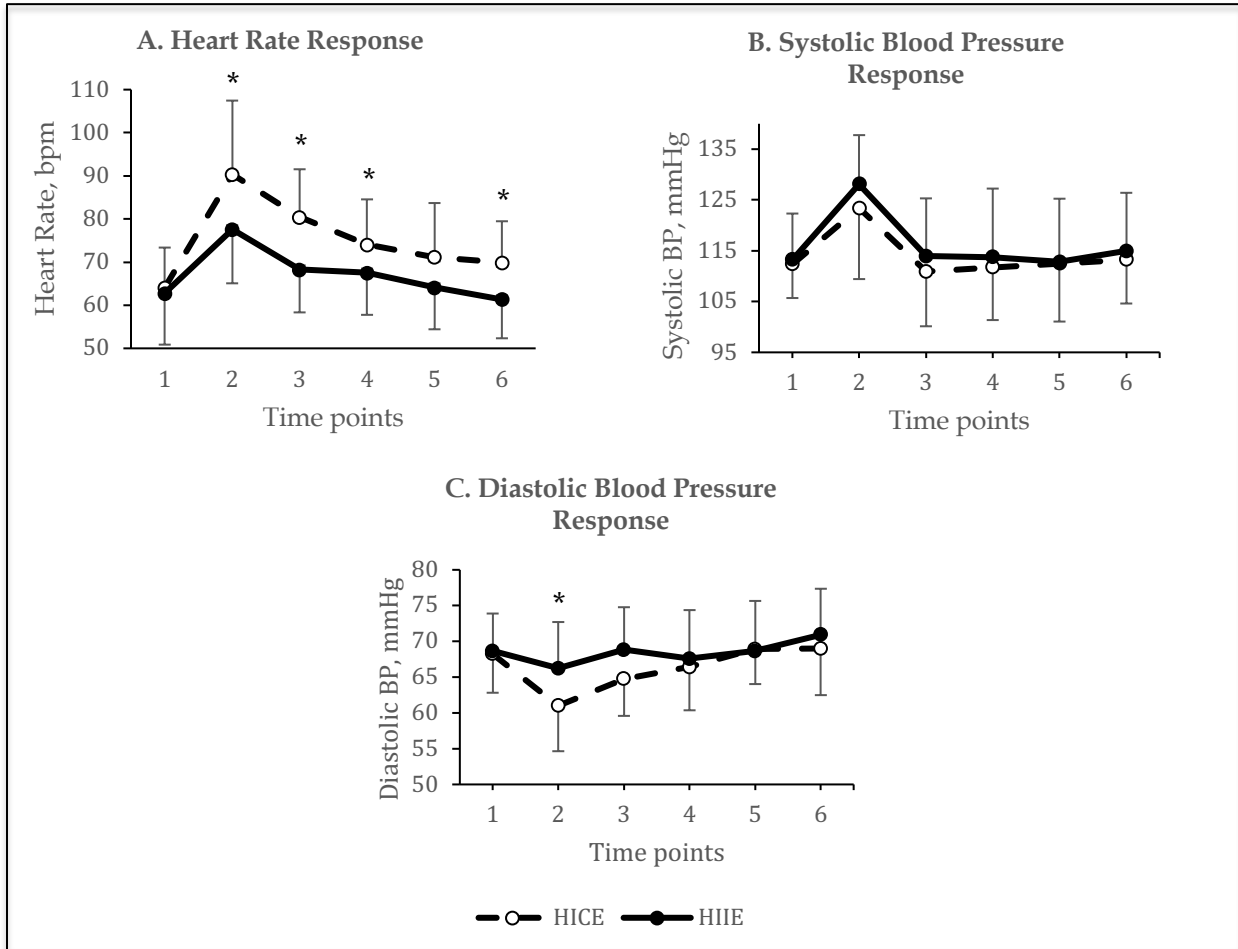 A. Heart Rate Response
*
*
*
*
110
100
90
80
70
60
50
Heart Rate, bpm
1 2 3 4 5 6
Time points
B. Systolic Blood Pressure
Response
135
125
115
105
95
Systolic BP, mmHg
1 2 3 4 5 6
Time points
C. Diastolic Blood Pressure
Response
*
80
75
70
65
60
55
50
Diastolic BP, mmHg
1 2 3 4 5 6
Time points
HICE HIIE